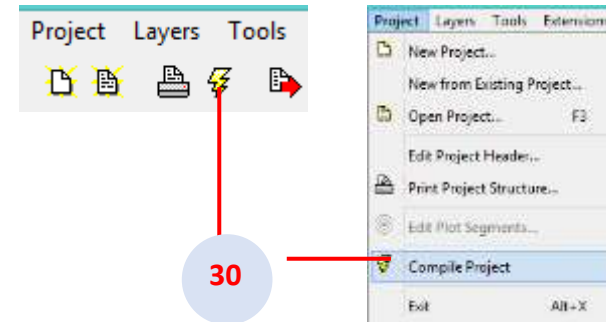 Project Layers Tools
Project Layers Tools Extension
New Project...
New from Existing Project...
Open Project... F3
Edit Project Header...
Print Project Structure...
Edit Plot Segments...
Compile Project
Exit Alt+X
30